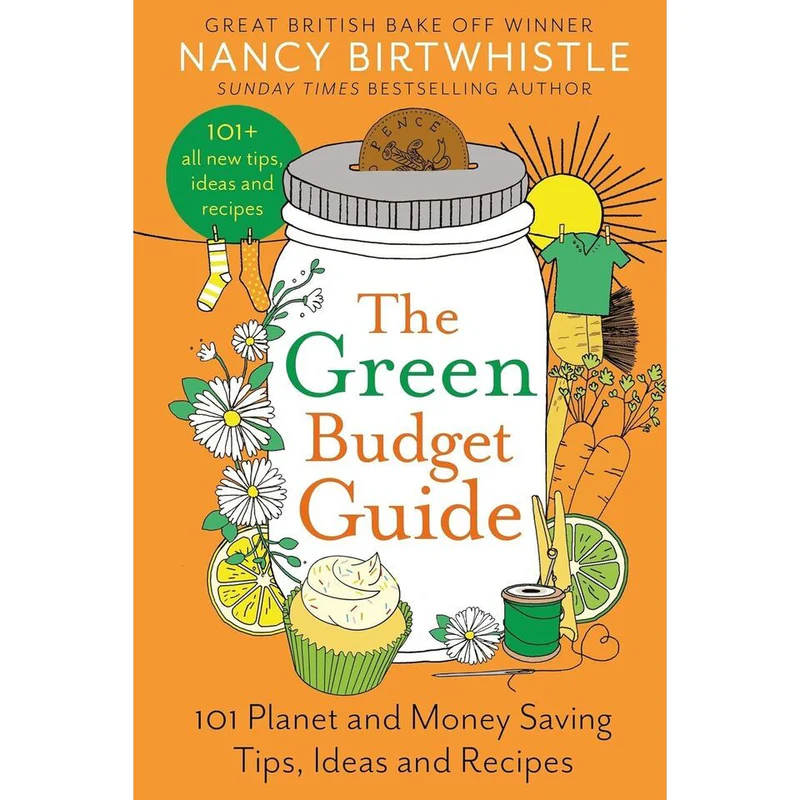 GREAT BRITISH BAKE OFF WINNER
NANCY BIRTWHISTLE
SUNDAY TIMES BESTSELLING AUTHOR
101+
all new tips,
ideas and
recipes
PENCE
The
Green
Budget
Guide
101 Planet and Money Saving
Tips, Ideas and Recipes